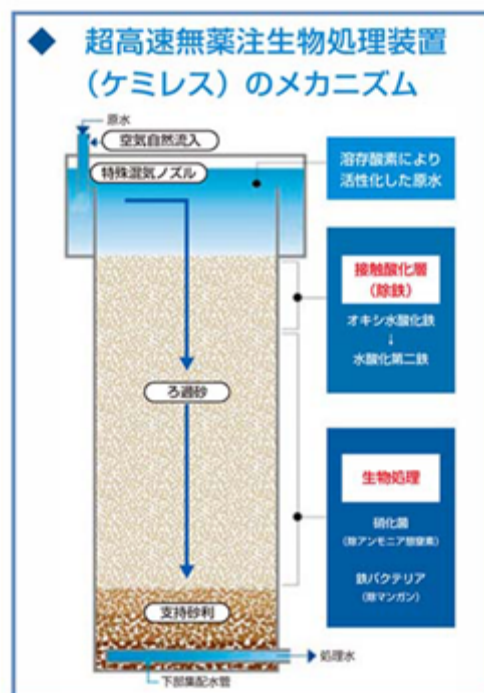 ◆ 超高速無薬注生物処理装置
（ケミレス）のメカニズム
原水
空気自然流入
特殊混気ノズル
溶存酸素により
活性化した原水
接触酸化層
（除鉄）
オキシ水酸化鉄
↓
水酸化第二鉄
ろ過砂
生物処理
硝化菌
（除アンモニア態窒素）
鉄バクテリア
（除マンガン）
支持砂利
処理水
下部集配水管